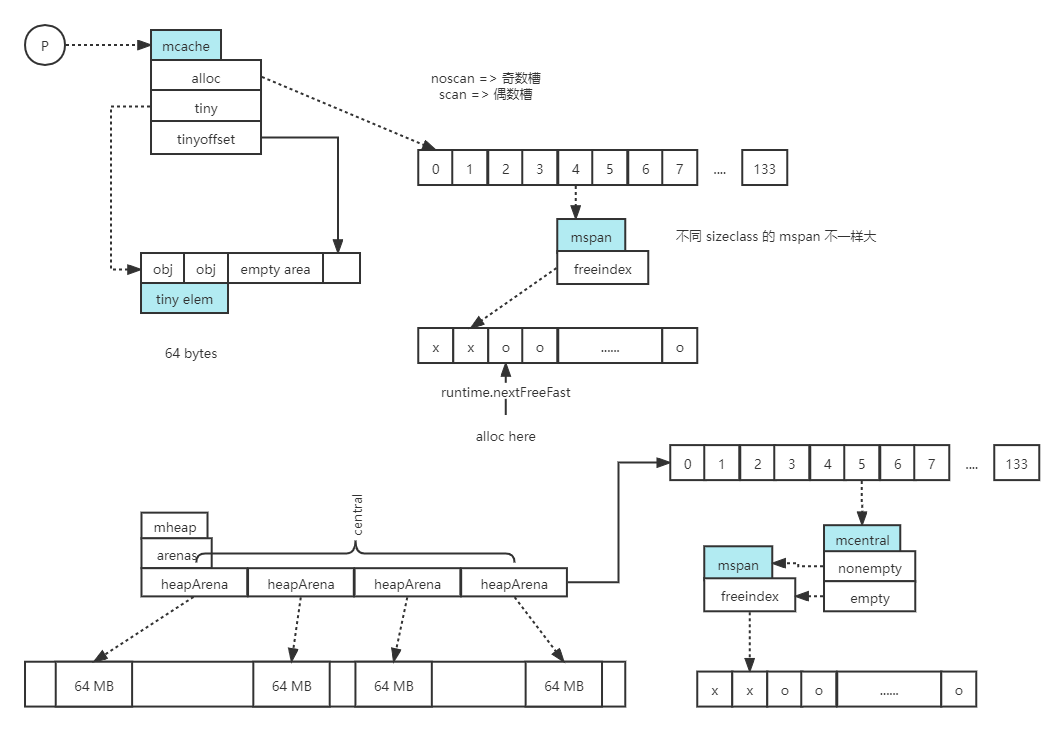 P
mcache
alloc
tiny
tinyoffset
noscan => 奇数槽
scan => 偶数槽
0 1 2 3 4 5 6 7 .... 133
mspan
freeindex
不同 sizeclass 的 mspan 不一样大
obj obj empty area
tiny elem
64 bytes
x x o o ...... o
runtime.nextFreeFast
alloc here
0 1 2 3 4 5 6 7 .... 133
central
mheap
arenas
heapArena heapArena heapArena heapArena
mcentral
nonempty
empty
mspan
freeindex
64 MB 64 MB 64 MB 64 MB
x x o o ...... o